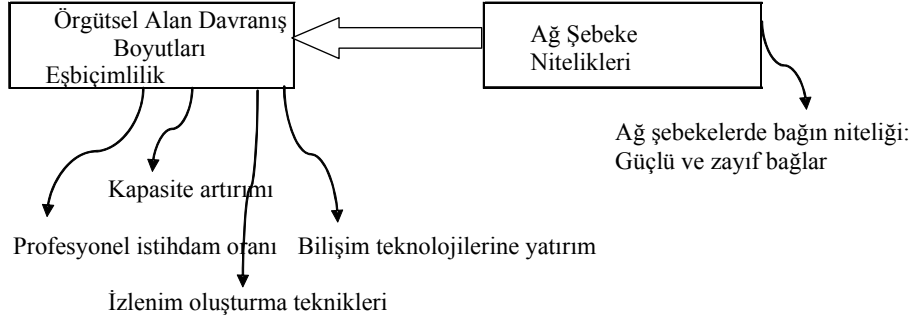 Örgütsel Alan Davranış
Boyutları
Eşbiçimlilik
Ağ Şebeke
Nitelikleri
Ağ şebekelerde bağın niteliği:
Güçlü ve zayıf bağlar
Kapasite artırımı
Profesyonel istihdam oranı
Bilişim teknolojilerine yatırım
İzlenim oluşturma teknikleri